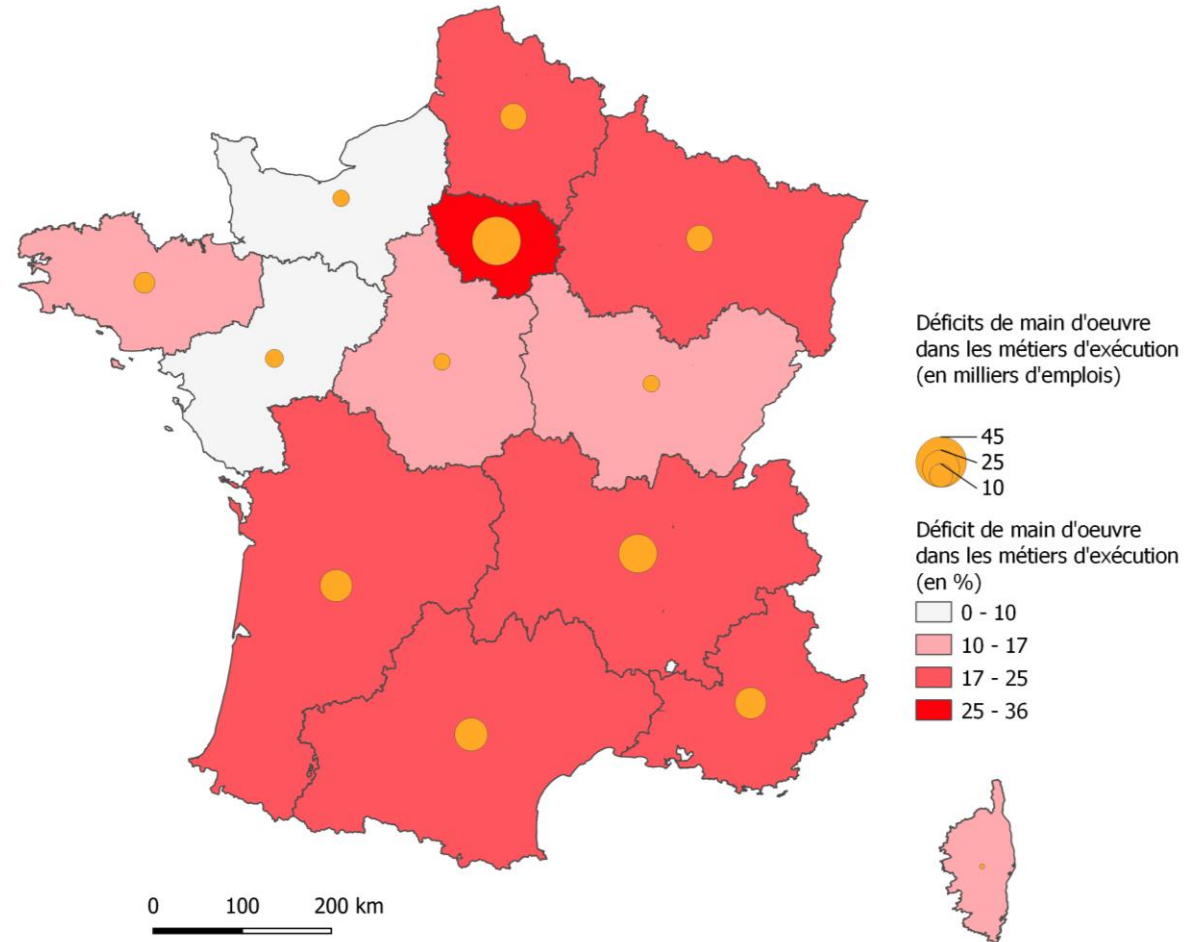 Déficits de main d'oeuvre
dans les métiers d'exécution
(en milliers d'emplois)
45
25
10
Déficit de main d'oeuvre
dans les métiers d'exécution
(en %)
0 - 10
10 - 17
17 - 25
25 - 36
0 100 200 km